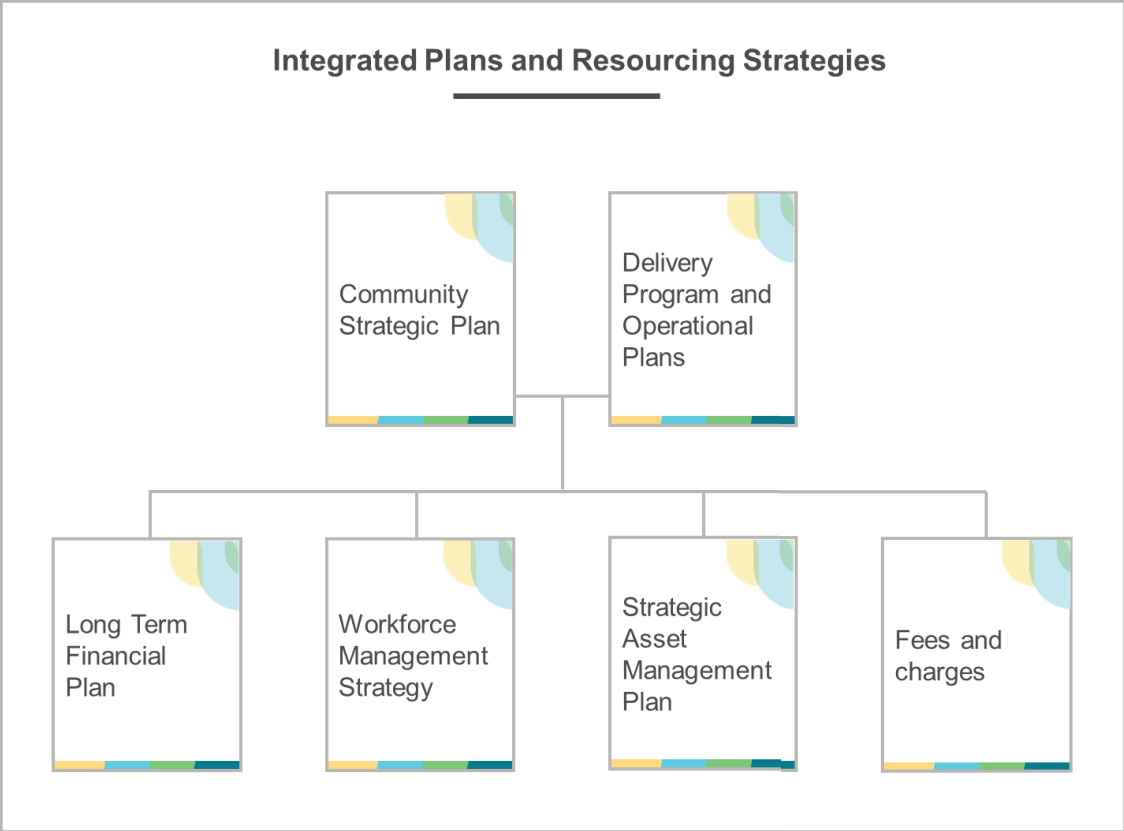 Integrated Plans and Resourcing Strategies
Community
Strategic Plan
Delivery
Program and
Operational
Plans
Long Term
Financial
Plan
Workforce
Management
Strategy
Strategic
Asset
Management
Plan
Fees and
charges